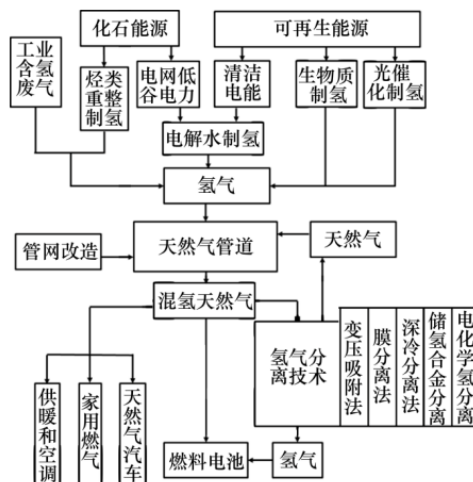 化石能源
可再生能源
工业
含氢
废气
烃类
重整
制氢
电网低
谷电力
清洁
电能
生物质
制氢
光催
化制氢
电解水制氢
氢气
管网改造
天然气管道
天然气
混氢天然气
氢气分
离技术
变压吸附法
膜分离法
深冷分离法
储氢合金分离
电化学氢分离
供暖和空调
家用燃气
天然气汽车
燃料电池
氢气